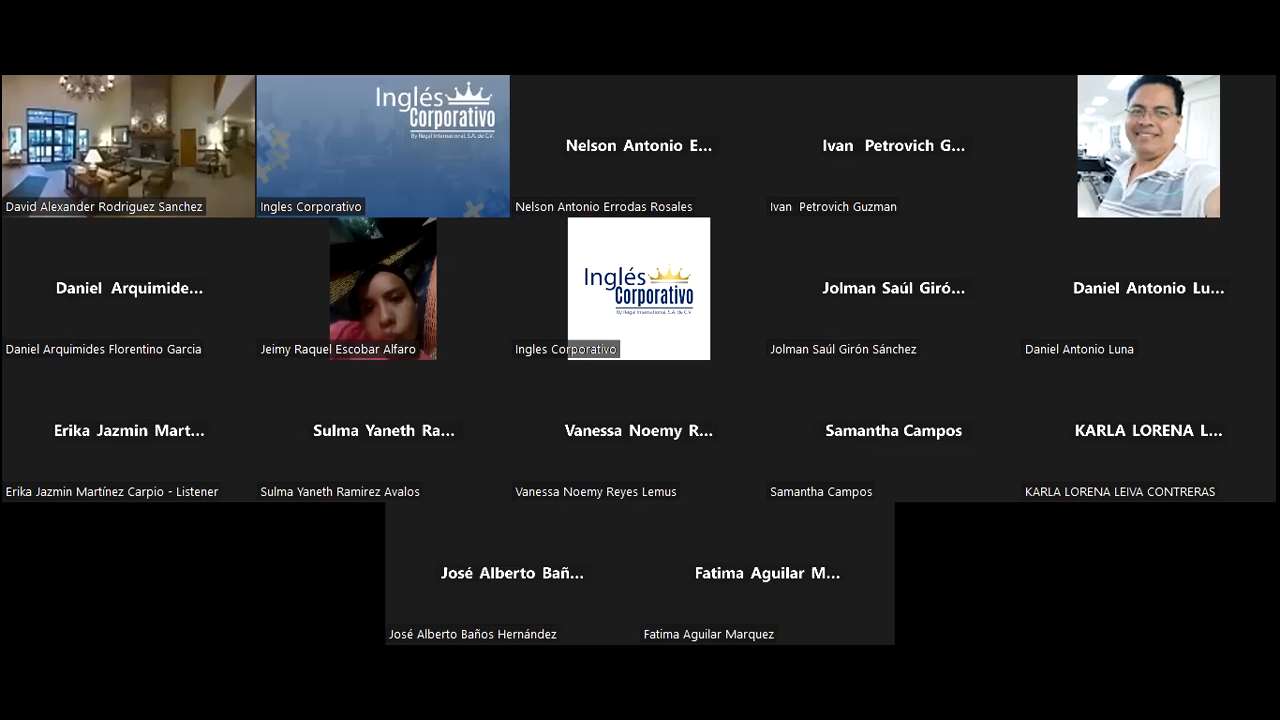 Inglés
Corporativo
By Regal International, S.A. de C.V.
Nelson Antonio E...
Ivan Petrovich G...
David Alexander Rodriguez Sanchez
Ingles Corporativo
Nelson Antonio Errodas Rosales
Ivan Petrovich Guzman
Daniel Arquimide...
Inglés
Corporativo
By Regal International, S.A. de C.V.
Jolman Saúl Giró...
Daniel Antonio Lu...
Daniel Arquimides Florentino Garcia
Jeimy Raquel Escobar Alfaro
Ingles Corporativo
Jolman Saúl Girón Sánchez
Daniel Antonio Luna
Erika Jazmin Mart...
Sulma Yaneth Ra...
Vanessa Noemy R...
Samantha Campos
KARLA LORENA L...
Erika Jazmin Martínez Carpio - Listener
Sulma Yaneth Ramirez Avalos
Vanessa Noemy Reyes Lemus
Samantha Campos
KARLA LORENA LEIVA CONTRERAS
José Alberto Bañ...
Fatima Aguilar M...
José Alberto Baños Hernández
Fatima Aguilar Marquez